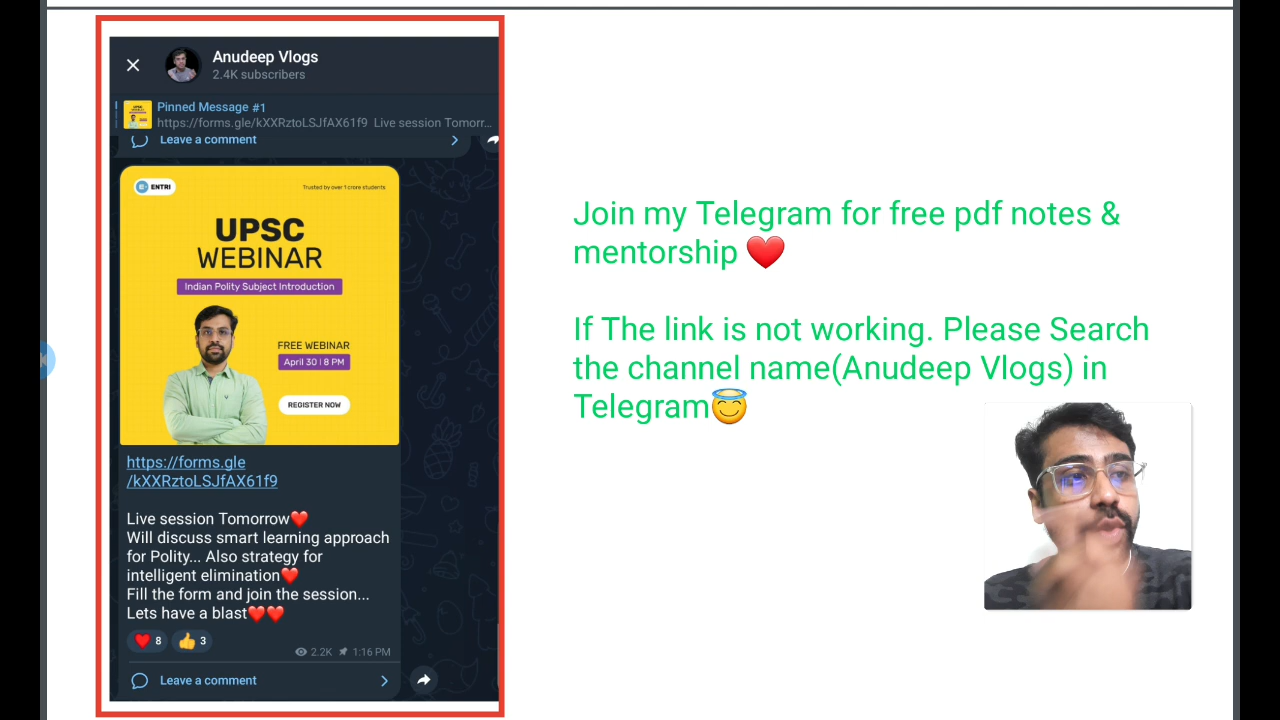 Anudeep Vlogs
2.4K subscribers
Pinned Message #1
https://forms.gle/kXXRztoLSJfAX61f9 Live session Tomorr...
Leave a comment
ENTRI
Trusted by over 1 crore students
UPSC
WEBINAR
Indian Polity Subject Introduction
FREE WEBINAR
April 30 | 8 PM
REGISTER NOW
https://forms.gle
/kXXRztoLSJfAX61f9
Live session Tomorrow❤️
Will discuss smart learning approach
for Polity... Also strategy for
intelligent elimination❤️
Fill the form and join the session...
Lets have a blast❤️❤️
❤️ 8 👍 3
2.2K 1:16 PM
Leave a comment
Join my Telegram for free pdf notes &
mentorship ❤️
If The link is not working. Please Search
the channel name(Anudeep Vlogs) in
Telegram😇